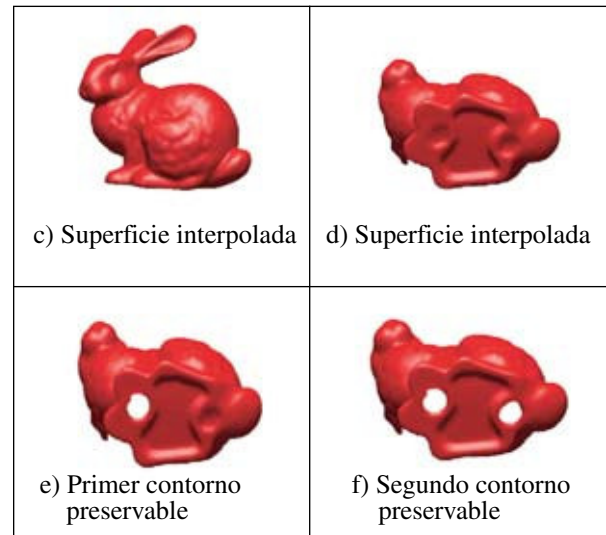 c) Superficie interpolada
d) Superficie interpolada
e) Primer contorno
preservable
f) Segundo contorno
preservable